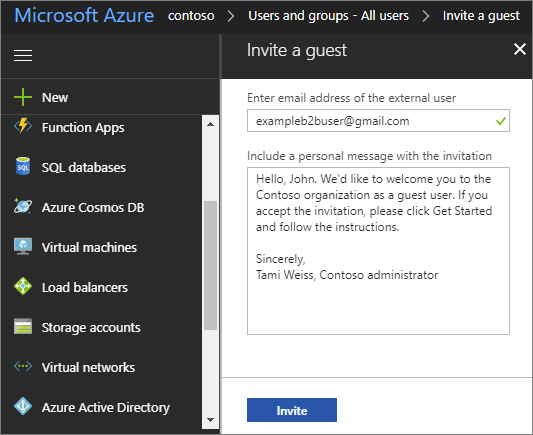 Microsoft Azure contoso > Users and groups - All users > Invite a guest
Invite a guest
New
Function Apps
SQL databases
Azure Cosmos DB
Virtual machines
Load balancers
Storage accounts
Virtual networks
Azure Active Directory
Enter email address of the external user
exampleb2buser@gmail.com
Include a personal message with the invitation
Hello, John. We'd like to welcome you to the
Contoso organization as a guest user. If you
accept the invitation, please click Get Started
and follow the instructions.
Sincerely,
Tami Weiss, Contoso administrator
Invite